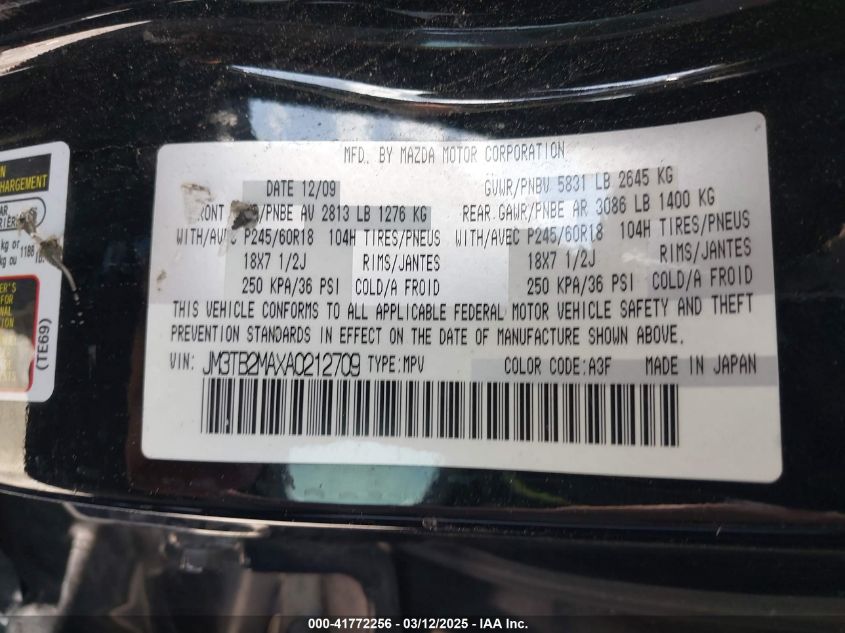 MFD. BY MAZDA MOTOR CORPORATION
DATE 12/09 GVWR/PNBV 5831 LB 2645 KG
/PNBE AV 2813 LB 1276 KG REAR GAWR/PNBE AR 3086 LB 1400 KG
WITH/AVEC P245/60R18 104H TIRES/PNEUS WITH/AVEC P245/60R18 104H TIRES/PNEUS
18X7 1/2J RIMS/JANTES 18X7 1/2J RIMS/JANTES
250 KPA/36 PSI COLD/A FROID 250 KPA/36 PSI COLD/A FROID
THIS VEHICLE CONFORMS TO ALL APPLICABLE FEDERAL MOTOR VEHICLE SAFETY AND THEFT
PREVENTION STANDARDS IN EFFECT ON THE DATE OF MANUFACTURE SHOWN ABOVE.
VIN: JM3TB2MAXA0212709 TYPE:MPV COLOR CODE:A3F MADE IN JAPAN
(TE69)
000-41772256 - 03/12/2025 - IAA Inc.